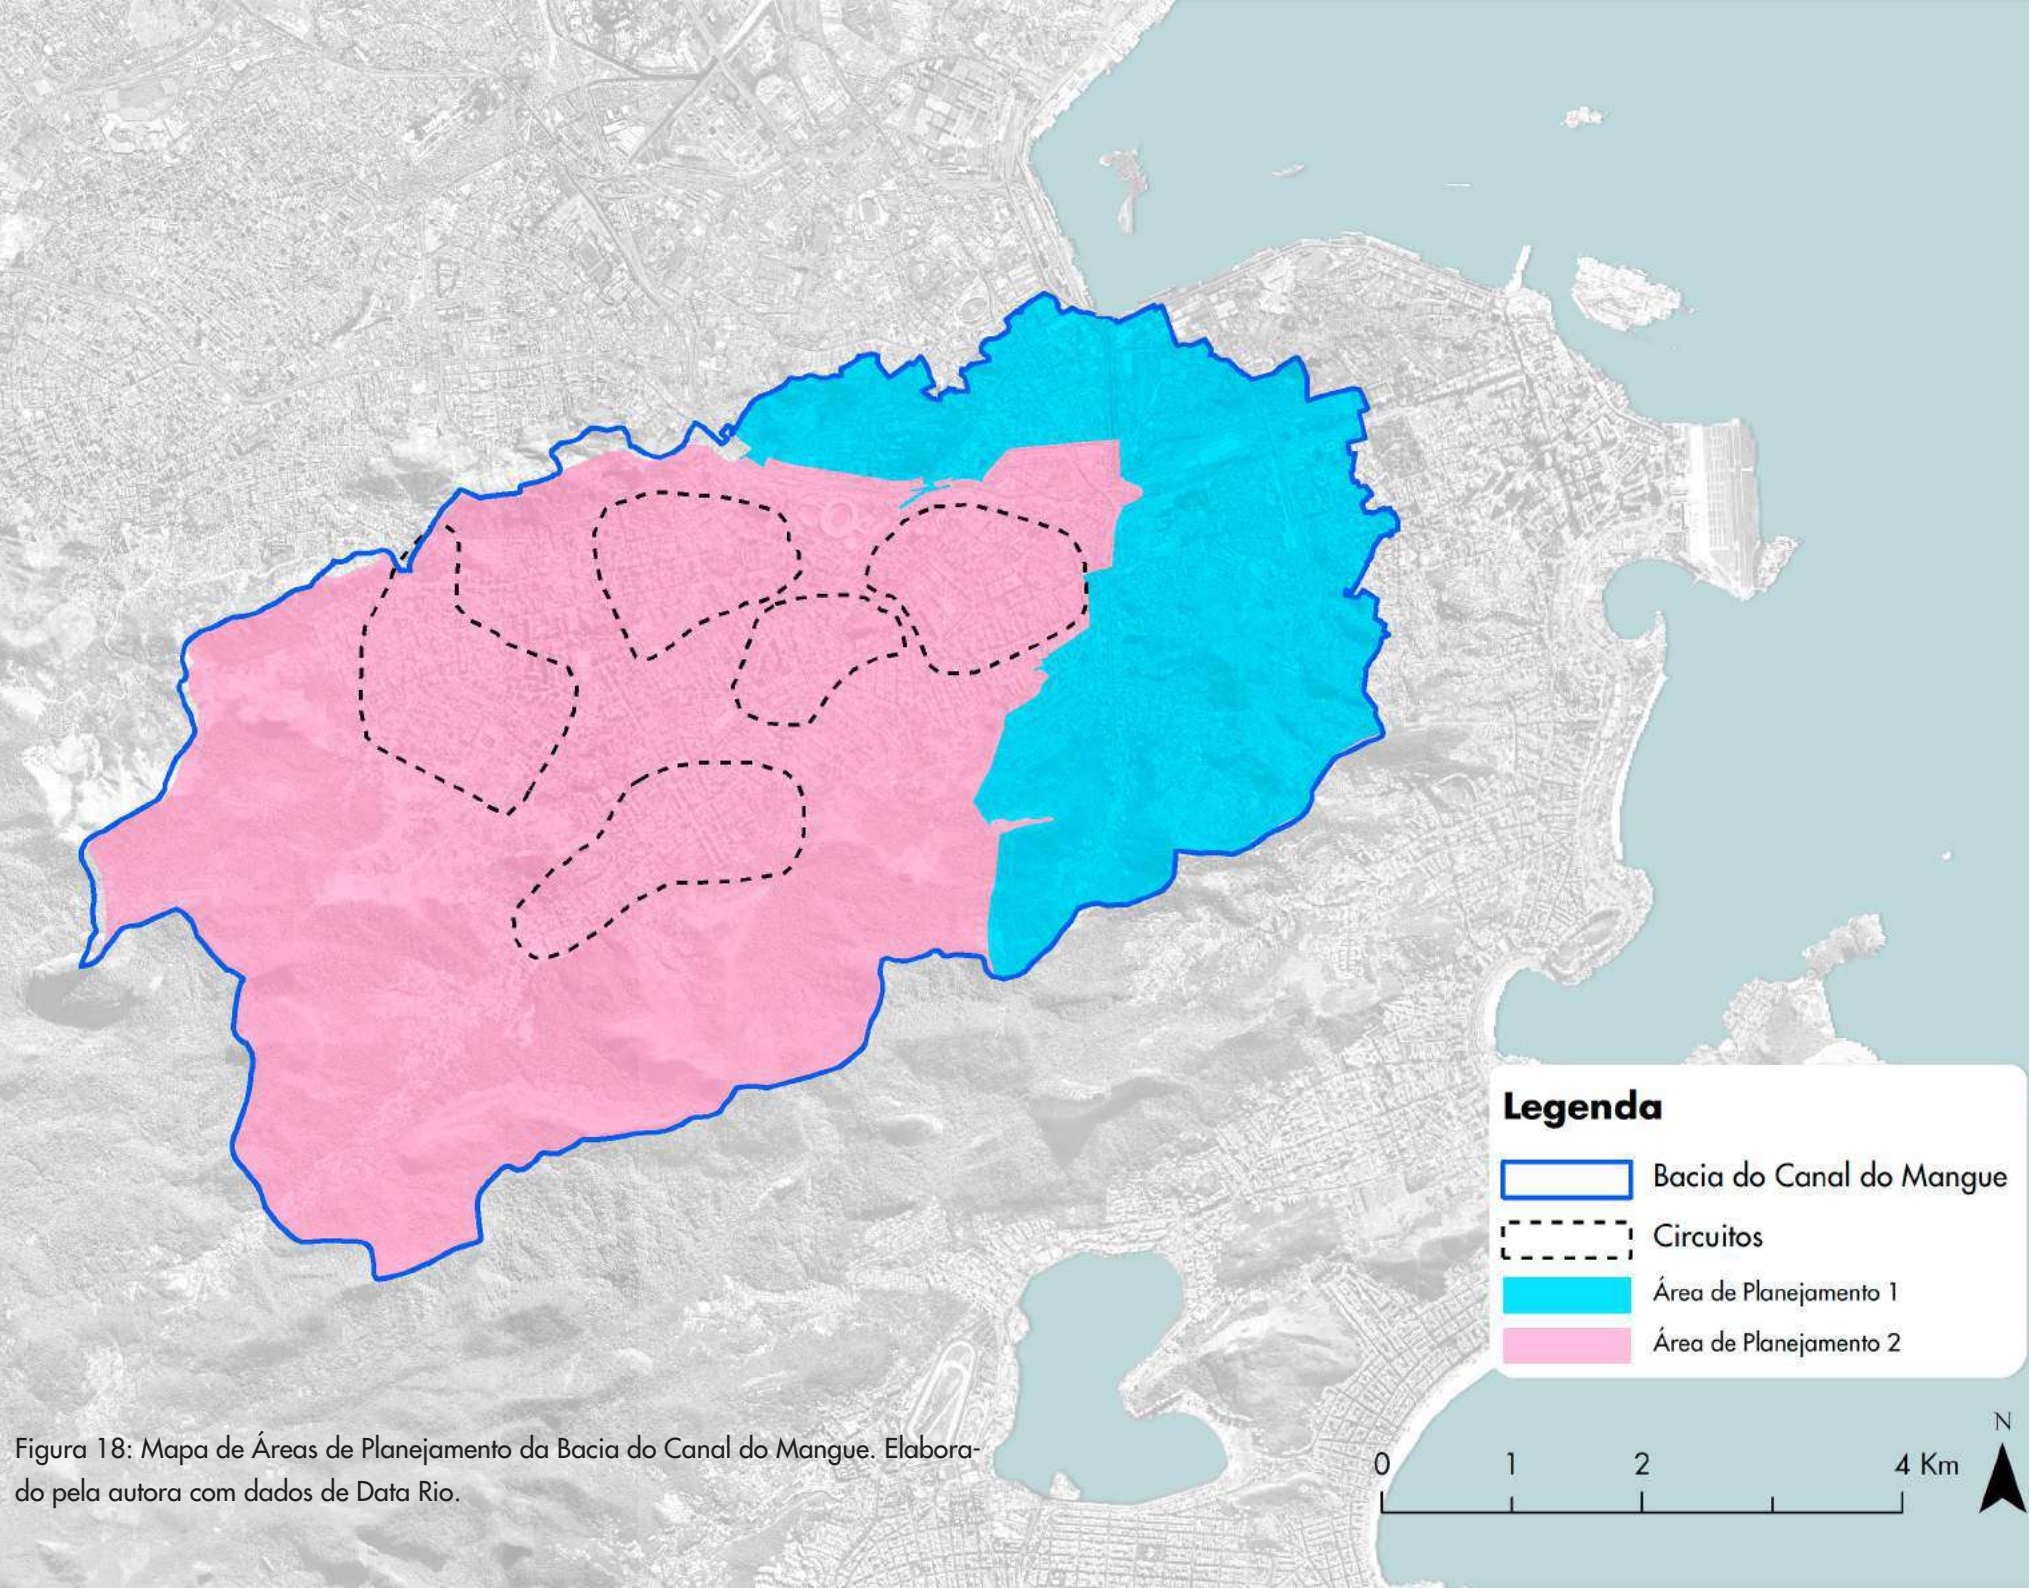 Legenda
Bacia do Canal do Mangue
Circuitos
Área de Planejamento 1
Área de Planejamento 2
Figura 18: Mapa de Áreas de Planejamento da Bacia do Canal do Mangue. Elabora-
do pela autora com dados de Data Rio.
N
0 1 2 4 Km